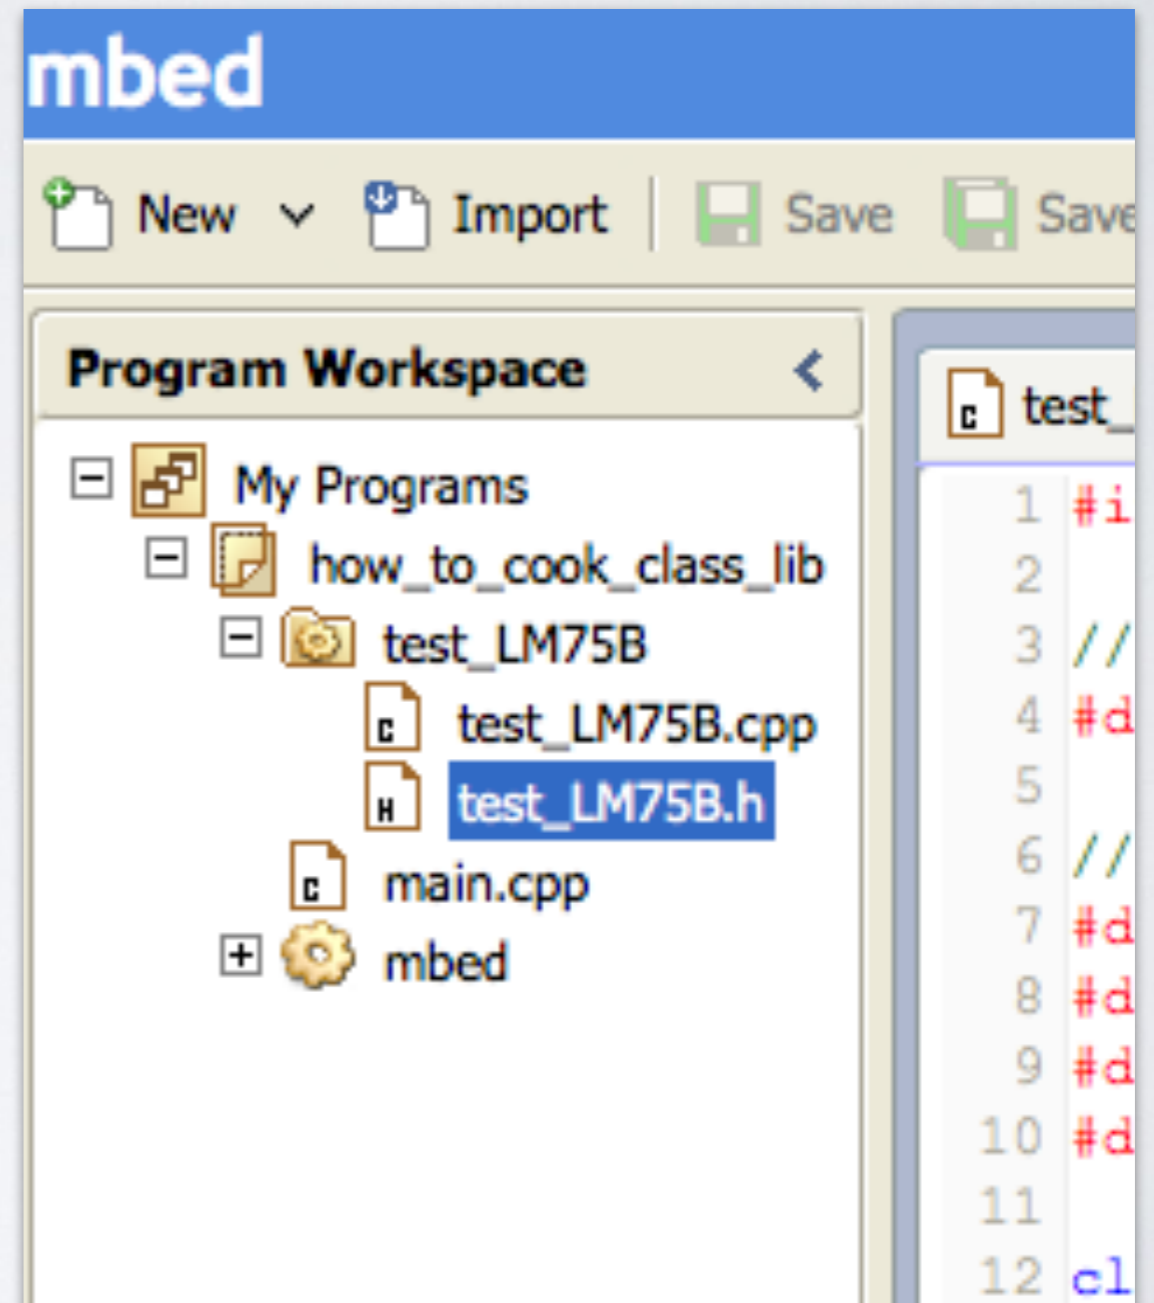 mbed
New Import Save Save
Program Workspace
My Programs
how_to_cook_class_lib
test_LM75B
test_LM75B.cpp
test_LM75B.h
main.cpp
mbed
test_
1 #i
2
3 //
4 #d
5
6 //
7 #d
8 #d
9 #d
10 #d
11
12 cl